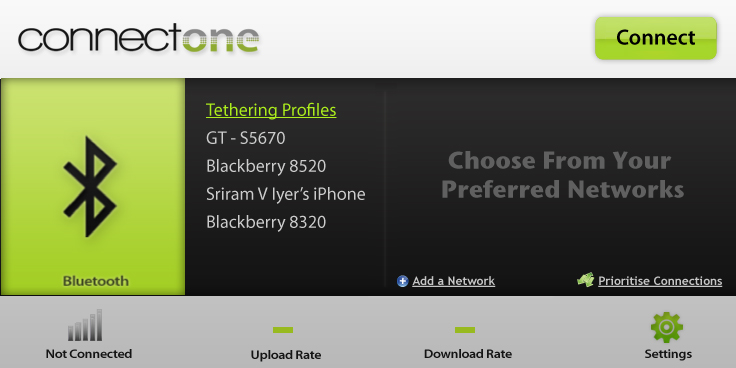 connectone
Connect
Tethering Profiles
GT - S5670
Blackberry 8520
Sriram V Iyer's iPhone
Blackberry 8320
Choose From Your
Preferred Networks
Bluetooth
Add a Network
Prioritise Connections
Not Connected
Upload Rate
Download Rate
Settings